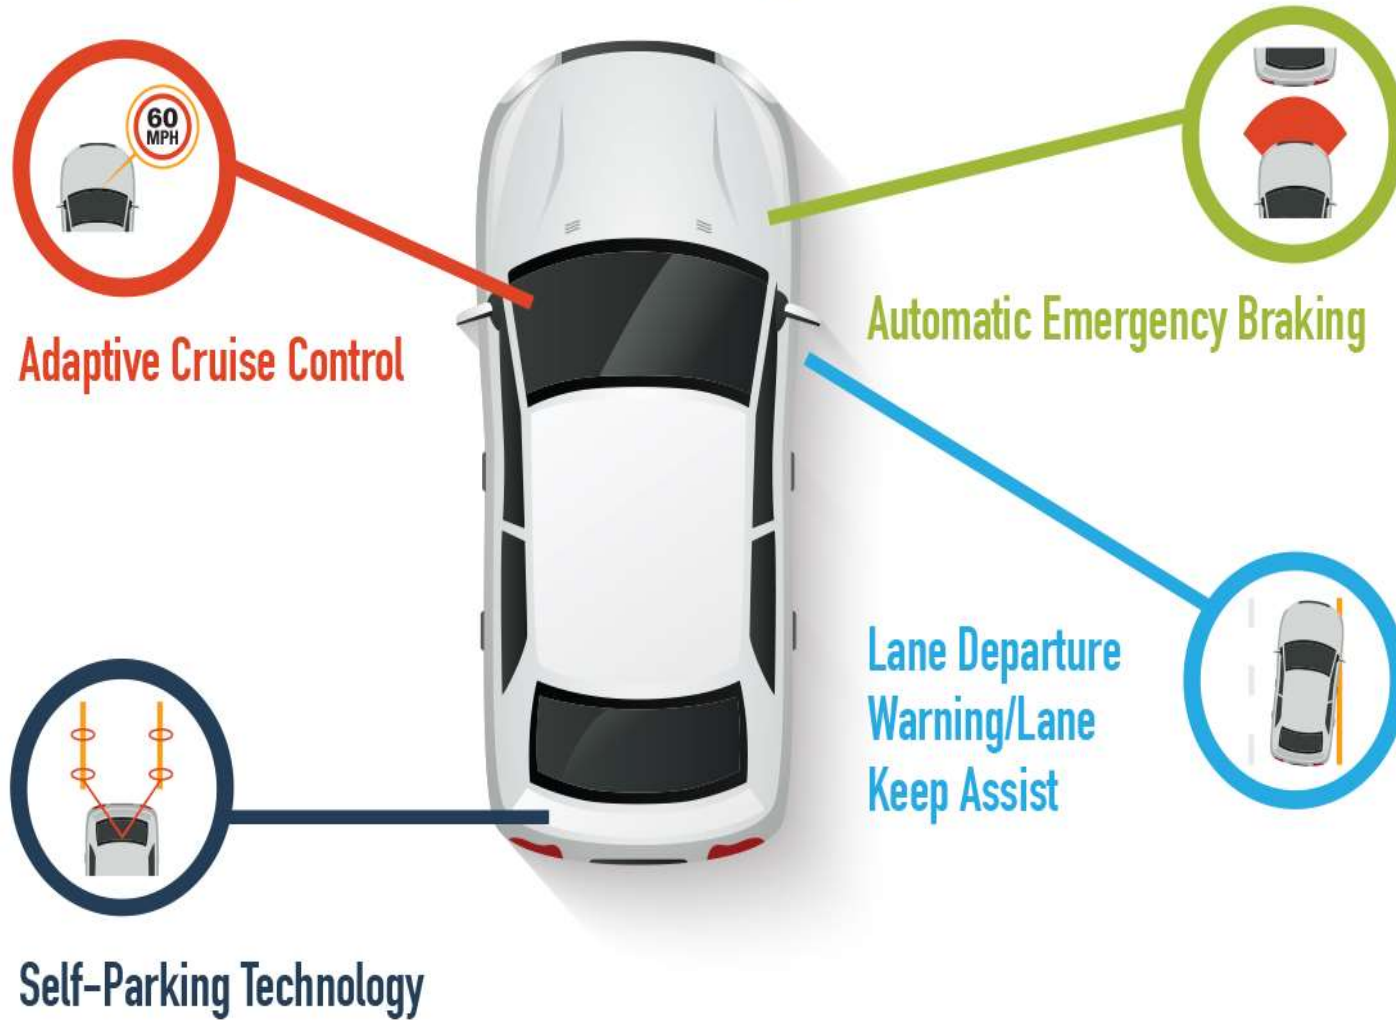 60
MPH
Adaptive Cruise Control
Automatic Emergency Braking
Lane Departure
Warning/Lane
Keep Assist
Self-Parking Technology